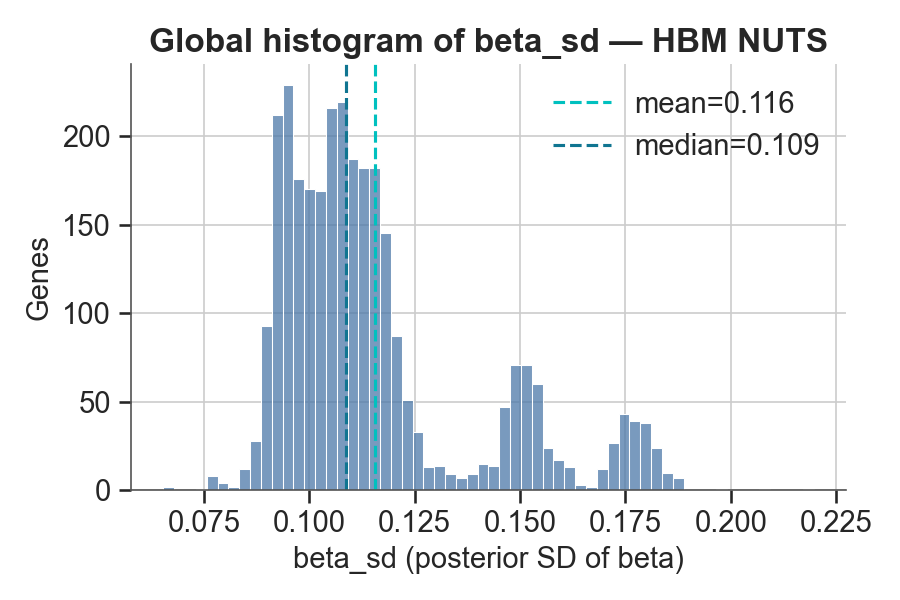 Global histogram of beta_sd — HBM NUTS
mean=0.116
median=0.109
Genes
200
150
100
50
0
0.075 0.100 0.125 0.150 0.175 0.200 0.225
beta_sd (posterior SD of beta)